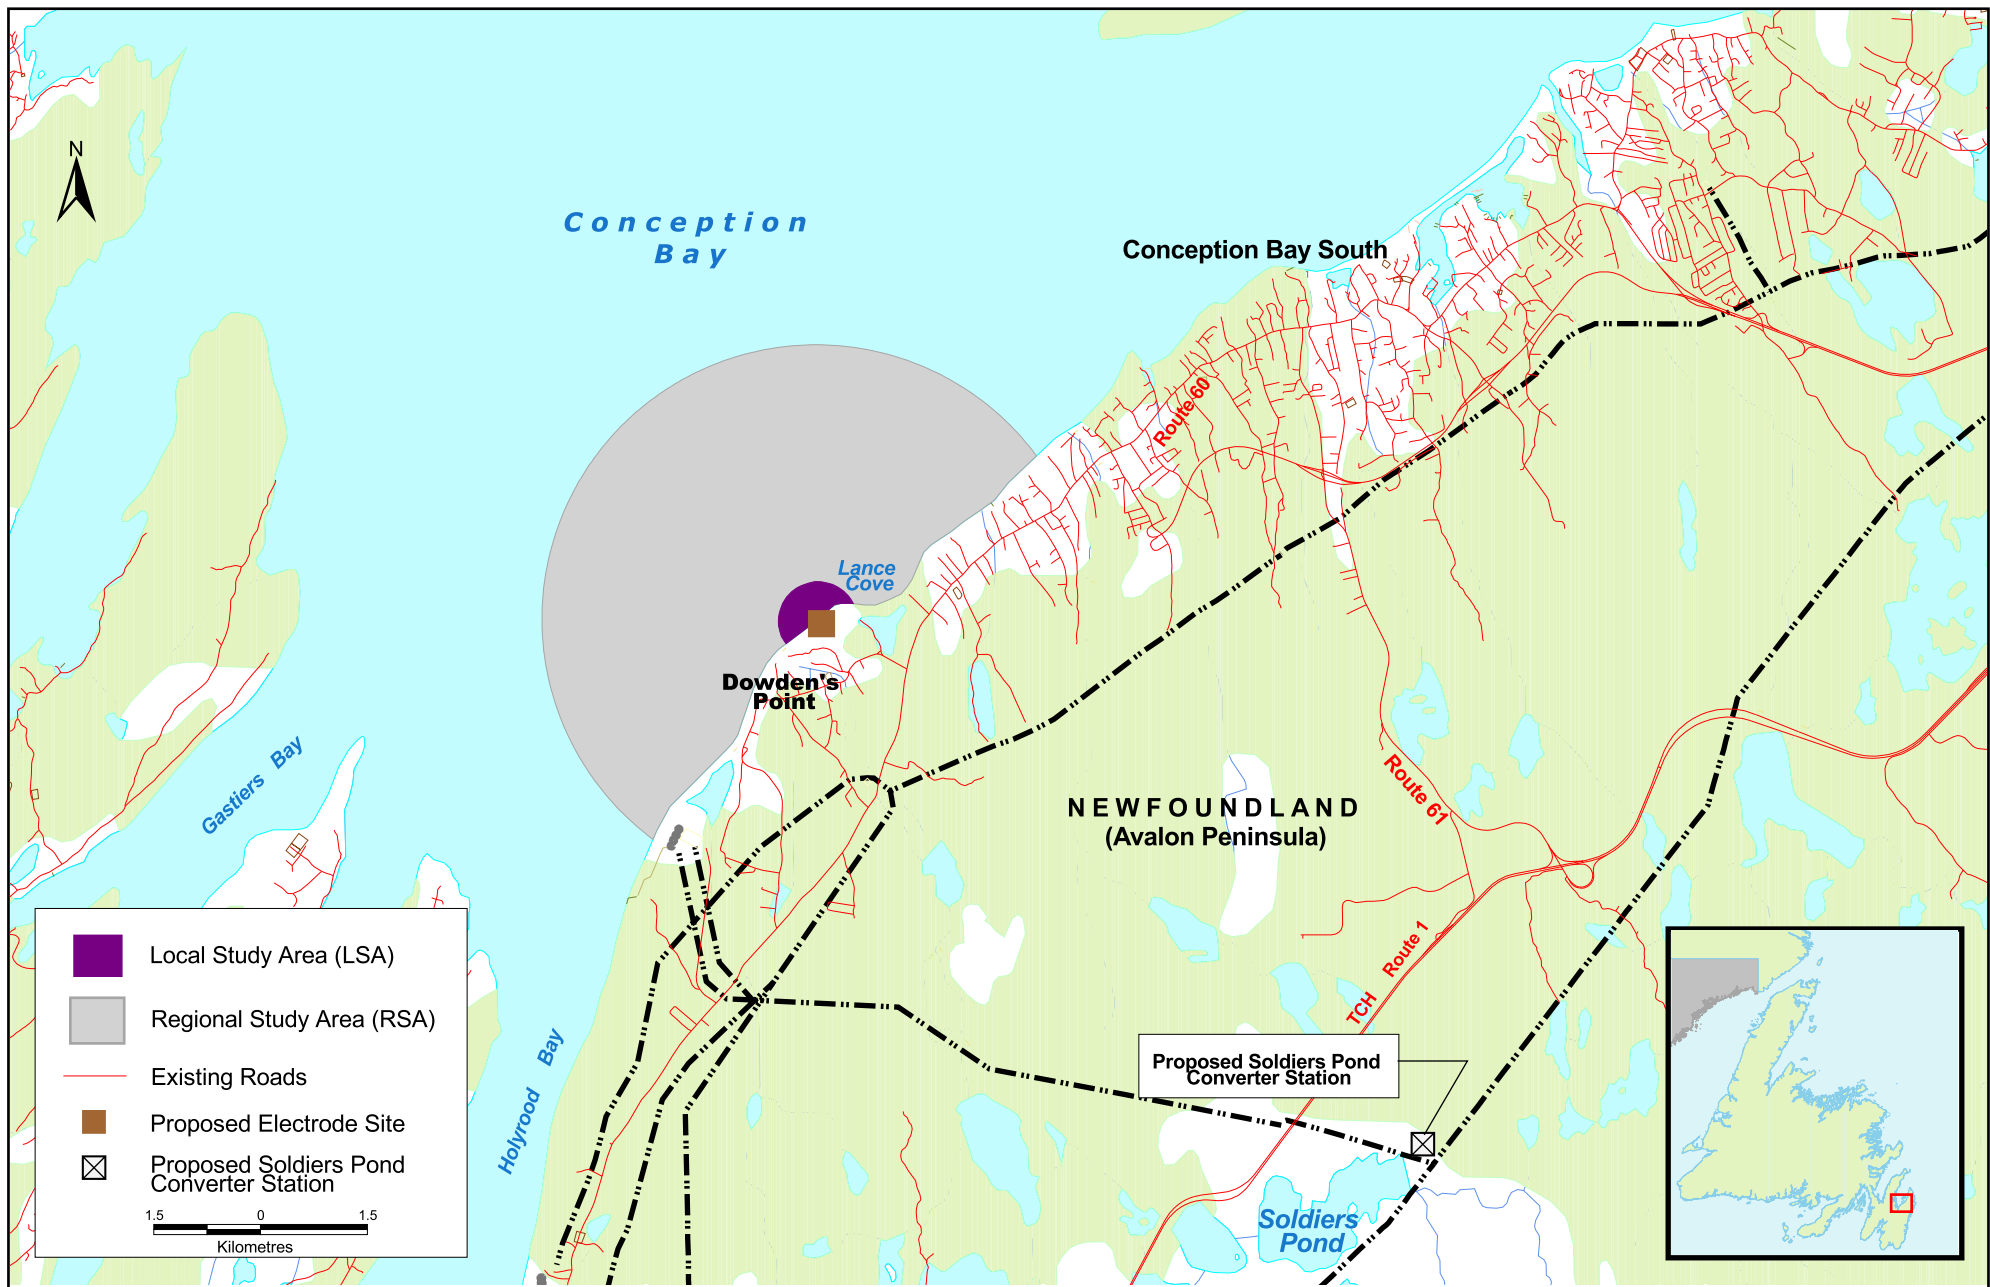 N
Conception
Bay
Conception Bay South
Route 60
Lance
Cove
Dowden's
Point
Gastiers Bay
NEWFOUNDLAND
(Avalon Peninsula)
Route 61
TCH Route 1
Holyrood Bay
Proposed Soldiers Pond
Converter Station
Soldiers
Pond
Local Study Area (LSA)
Regional Study Area (RSA)
Existing Roads
Proposed Electrode Site
Proposed Soldiers Pond
Converter Station
1.5 0 1.5
Kilometres